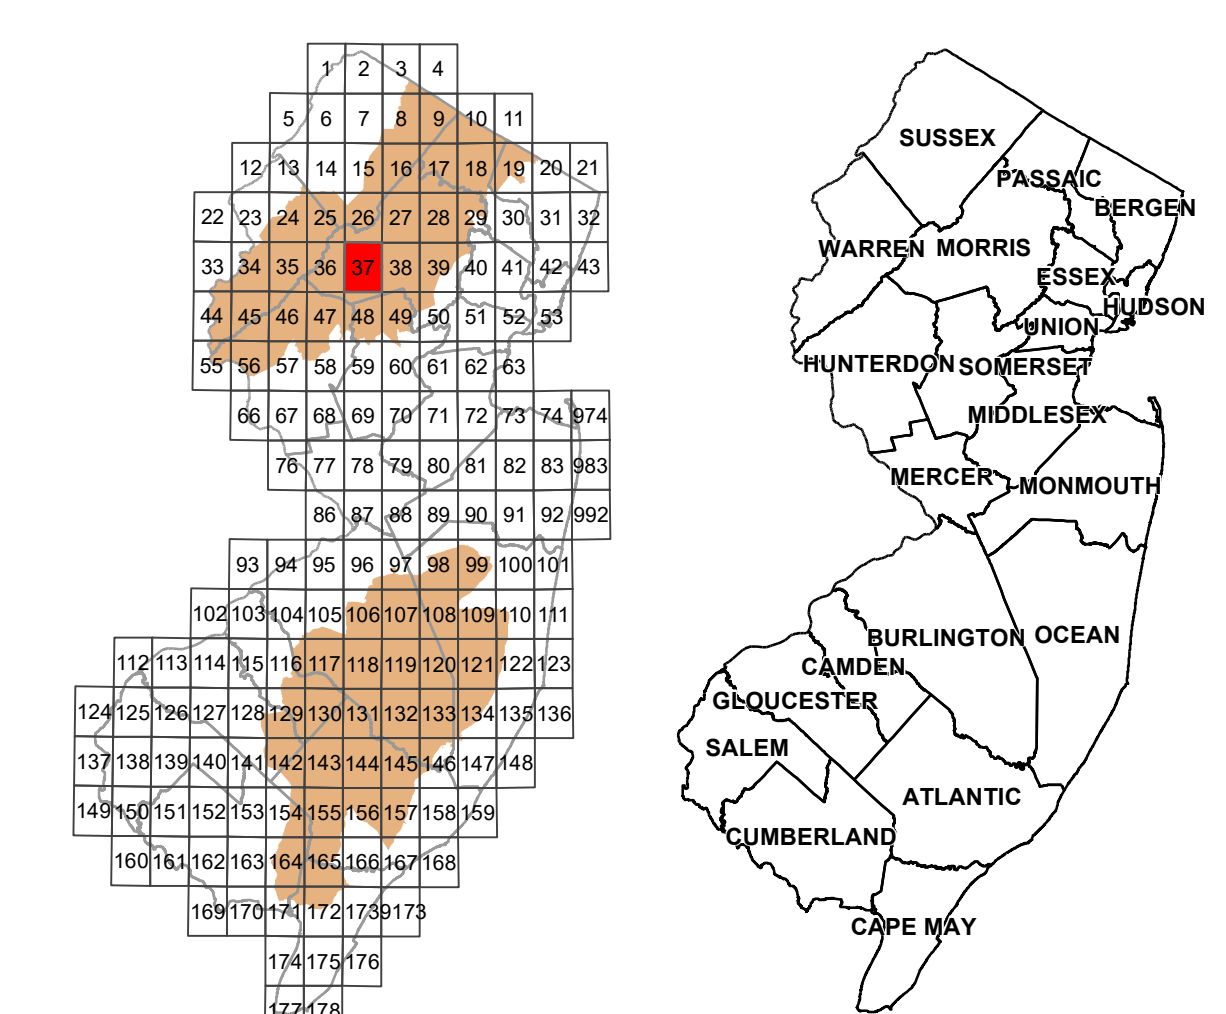 1 2 3 4
5 6 7 8 9 10 11
12 13 14 15 16 17 18 19 20 21
22 23 24 25 26 27 28 29 30 31 32
33 34 35 36 37 38 39 40 41 42 43
44 45 46 47 48 49 50 51 52 53
55 56 57 58 59 60 61 62 63
66 67 68 69 70 71 72 73 74 974
76 77 78 79 80 81 82 83 983
86 87 88 89 90 91 92 992
93 94 95 96 97 98 99 100 101
102 103 104 105 106 107 108 109 110 111
112 113 114 115 116 117 118 119 120 121 122 123
124 125 126 127 128 129 130 131 132 133 134 135 136
137 138 139 140 141 142 143 144 145 146 147 148
149 150 151 152 153 154 155 156 157 158 159
160 161 162 163 164 165 166 167 168
169 170 171 172 173 9173
174 175 176
177 178
SUSSEX
PASSAIC
BERGEN
WARREN MORRIS
ESSEX
HUDSON
UNION
HUNTERDON SOMERSET
MIDDLESEX
MERCER
MONMOUTH
BURLINGTON OCEAN
CAMDEN
GLOUCESTER
SALEM
ATLANTIC
CUMBERLAND
CAPE MAY